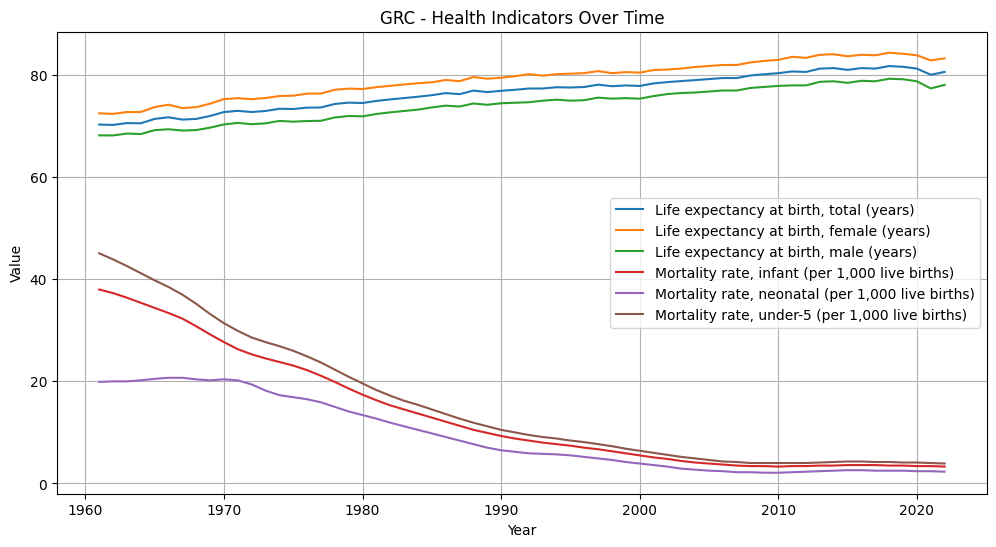 GRC - Health Indicators Over Time
Value
80
60
40
20
0
Life expectancy at birth, total (years)
Life expectancy at birth, female (years)
Life expectancy at birth, male (years)
Mortality rate, infant (per 1,000 live births)
Mortality rate, neonatal (per 1,000 live births)
Mortality rate, under-5 (per 1,000 live births)
1960 1970 1980 1990 2000 2010 2020
Year